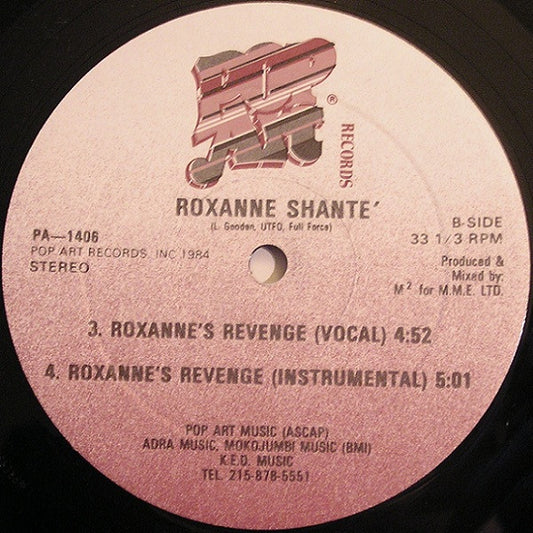 POP
ART
®
RECORDS
ROXANNE SHANTE´
(L. Gooden, UTFO, Full Force)
PA—1406
POP ART RECORDS, INC 1984
STEREO
B-SIDE
33 1/3 RPM
Produced &
Mixed by:
M² for M.M.E. LTD.
3. ROXANNE'S REVENGE (VOCAL) 4:52
4. ROXANNE'S REVENGE (INSTRUMENTAL) 5:01
POP ART MUSIC (ASCAP)
ADRA MUSIC, MOKOJUMBI MUSIC (BMI)
K.E.D. MUSIC
TEL. 215-878-5551